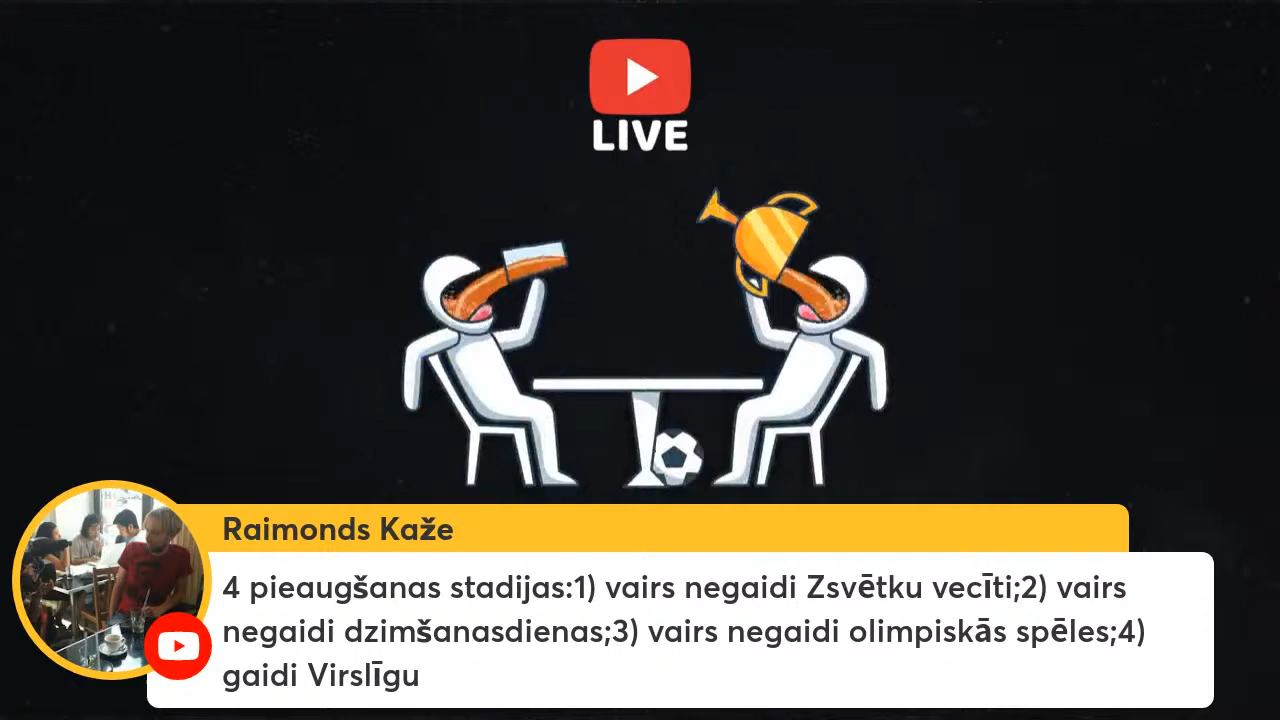 LIVE
Raimonds Kaže
4 pieaugšanas stadijas:1) vairs negaidi Zsvētku vecīti;2) vairs
negaidi dzimšanasdienas;3) vairs negaidi olimpiskās spēles;4)
gaidi Virslīgu